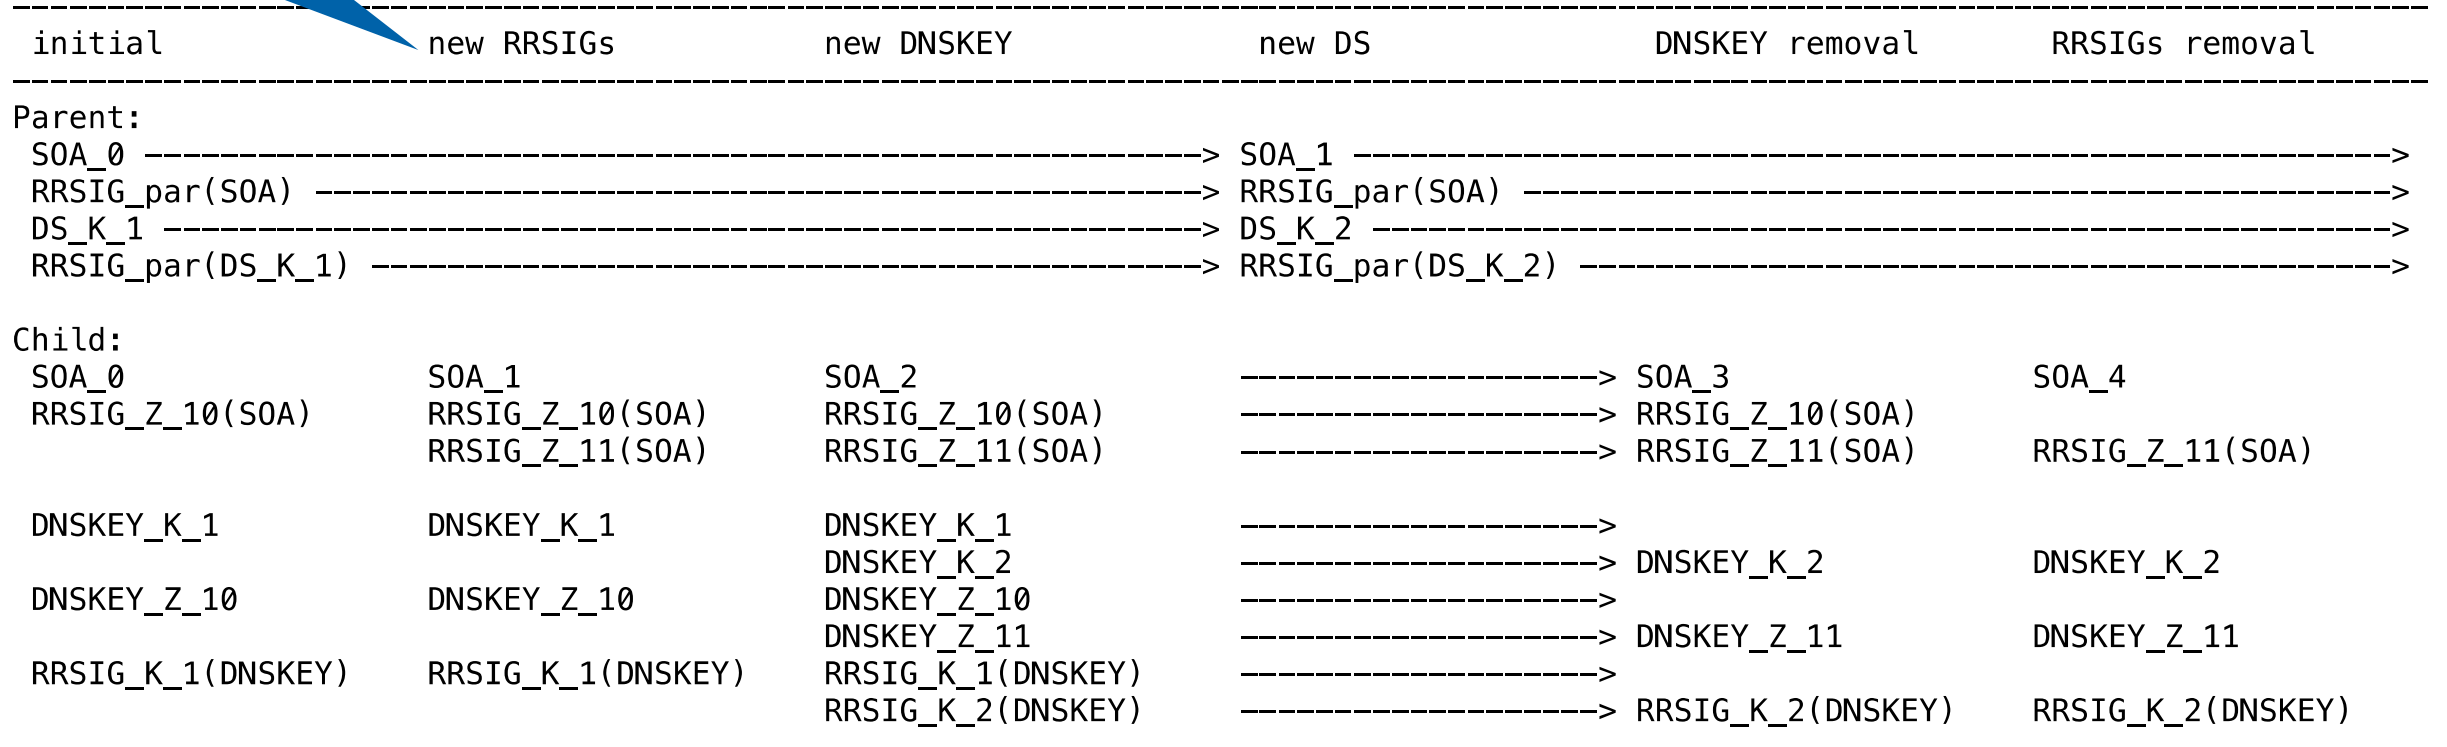 ----------------------------------------------------------------
initial new RRSIGs new DNSKEY new DS DNSKEY removal RRSIGs removal
----------------------------------------------------------------
Parent:
SOA_0 ----------------------------> SOA_1 ---------------------------->
RRSIG_par(SOA) ----------------------------> RRSIG_par(SOA) ---------------------------->
DS_K_1 ----------------------------> DS_K_2 ---------------------------->
RRSIG_par(DS_K_1) ----------------------------> RRSIG_par(DS_K_2) ---------------------------->
Child:
SOA_0 SOA_1 SOA_2 -------------------> SOA_3 SOA_4
RRSIG_Z_10(SOA) RRSIG_Z_10(SOA) RRSIG_Z_10(SOA) -------------------> RRSIG_Z_10(SOA)
RRSIG_Z_11(SOA) RRSIG_Z_11(SOA) -------------------> RRSIG_Z_11(SOA) RRSIG_Z_11(SOA)
DNSKEY_K_1 DNSKEY_K_1 DNSKEY_K_1 ------------------->
DNSKEY_K_2 -------------------> DNSKEY_K_2 DNSKEY_K_2
DNSKEY_Z_10 DNSKEY_Z_10 DNSKEY_Z_10 ------------------->
DNSKEY_Z_11 -------------------> DNSKEY_Z_11 DNSKEY_Z_11
RRSIG_K_1(DNSKEY) RRSIG_K_1(DNSKEY) RRSIG_K_1(DNSKEY) ------------------->
RRSIG_K_2(DNSKEY) -------------------> RRSIG_K_2(DNSKEY) RRSIG_K_2(DNSKEY)